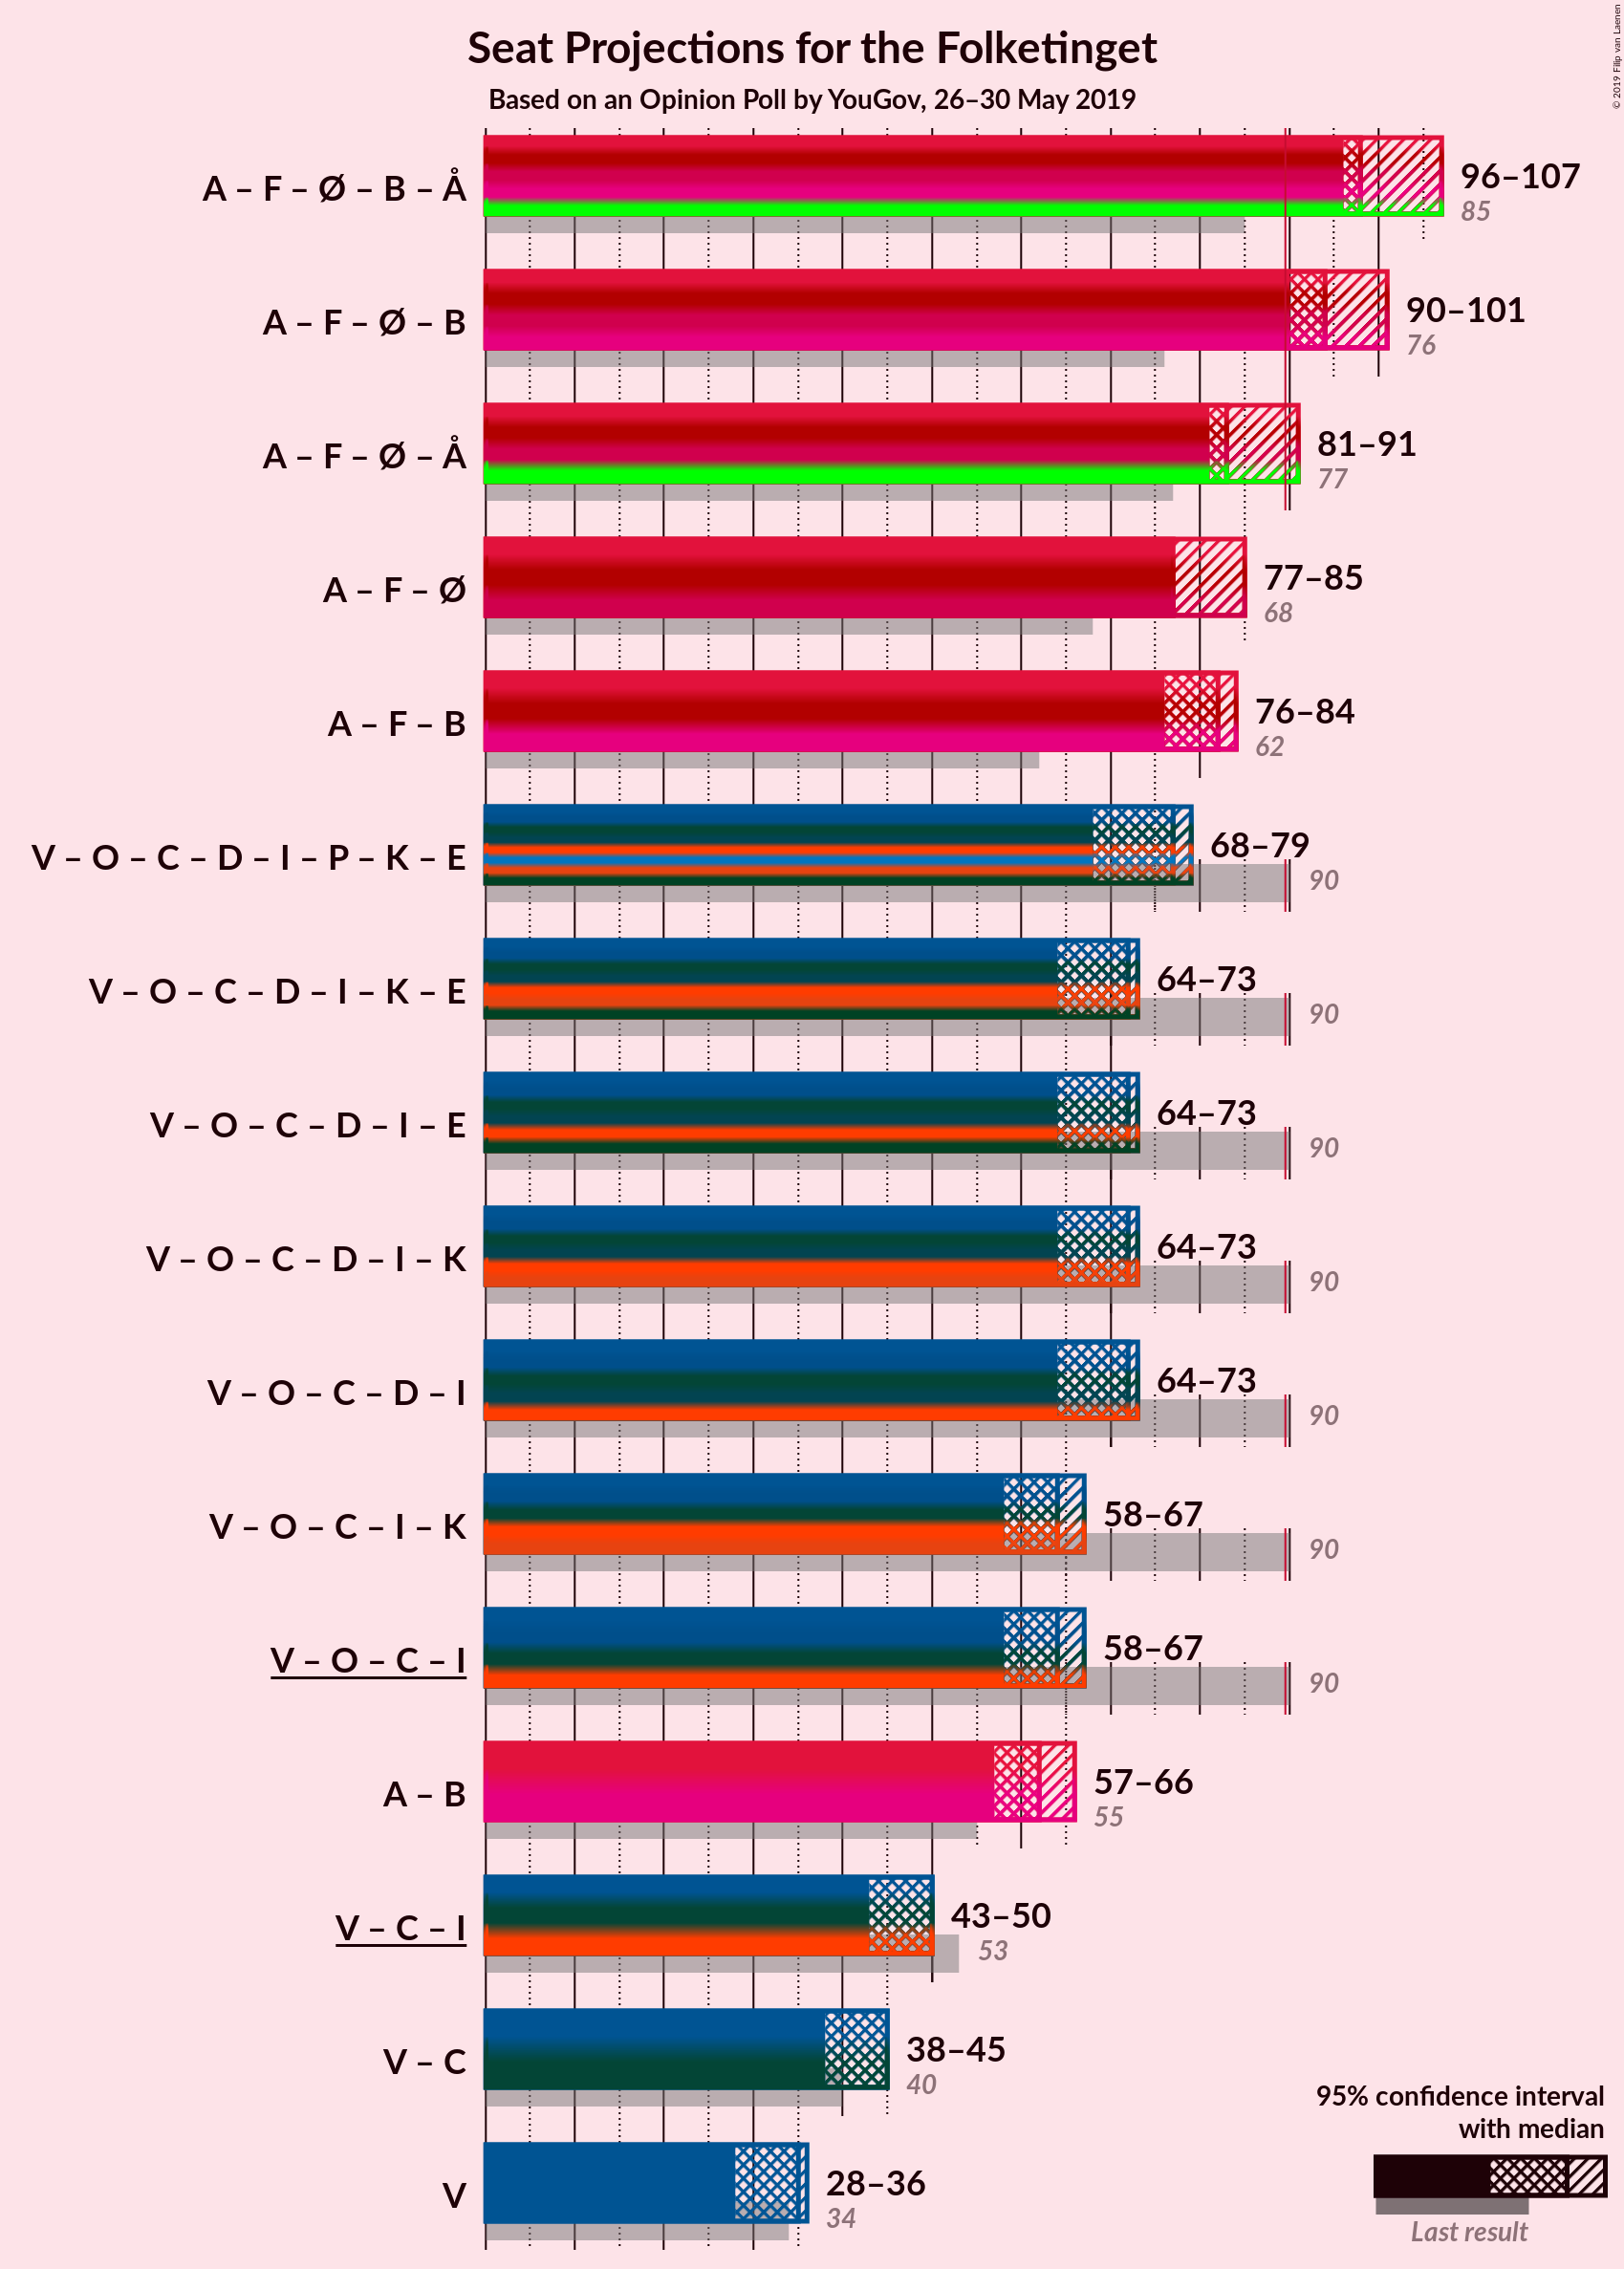 © 2019 Filip van Laenen
Seat Projections for the Folketinget
Based on an Opinion Poll by YouGov, 26–30 May 2019
A – F – Ø – B – Å
96–107
85
A – F – Ø – B
90–101
76
A – F – Ø – Å
81–91
77
A – F – Ø
77–85
68
A – F – B
76–84
62
V – O – C – D – I – P – K – E
68–79
90
V – O – C – D – I – K – E
64–73
90
V – O – C – D – I – E
64–73
90
V – O – C – D – I – K
64–73
90
V – O – C – D – I
64–73
90
V – O – C – I – K
58–67
90
V – O – C – I
58–67
90
A – B
57–66
55
V – C – I
43–50
53
V – C
38–45
40
V
28–36
34
95% confidence interval
with median
Last result